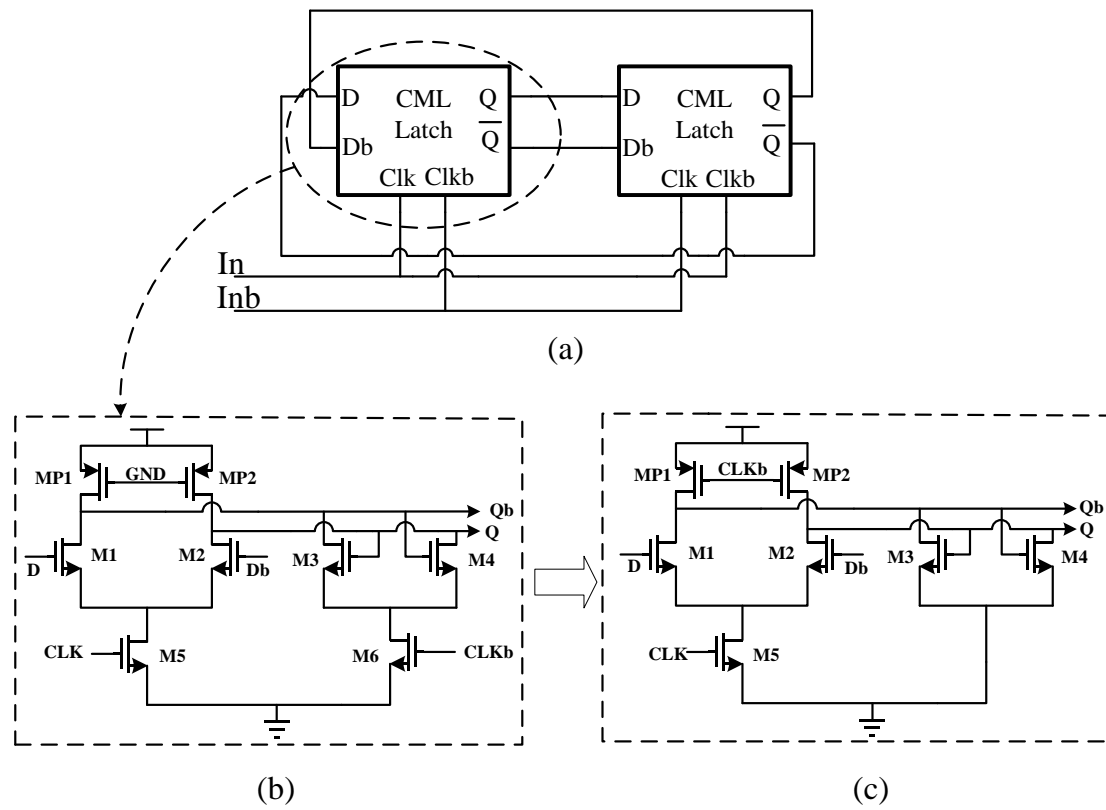 D
CML
Latch
Q
Db
Q
Clk Clkb
D
CML
Latch
Q
Db
Q
Clk Clkb
In
Inb
(a)
MP1
GND
MP2
Qb
Q
M1
M2
M3
M4
D
Db
CLK
M5
M6
CLKb
(b)
MP1
CLKb
MP2
Qb
Q
M1
M2
M3
M4
D
Db
CLK
M5
(c)